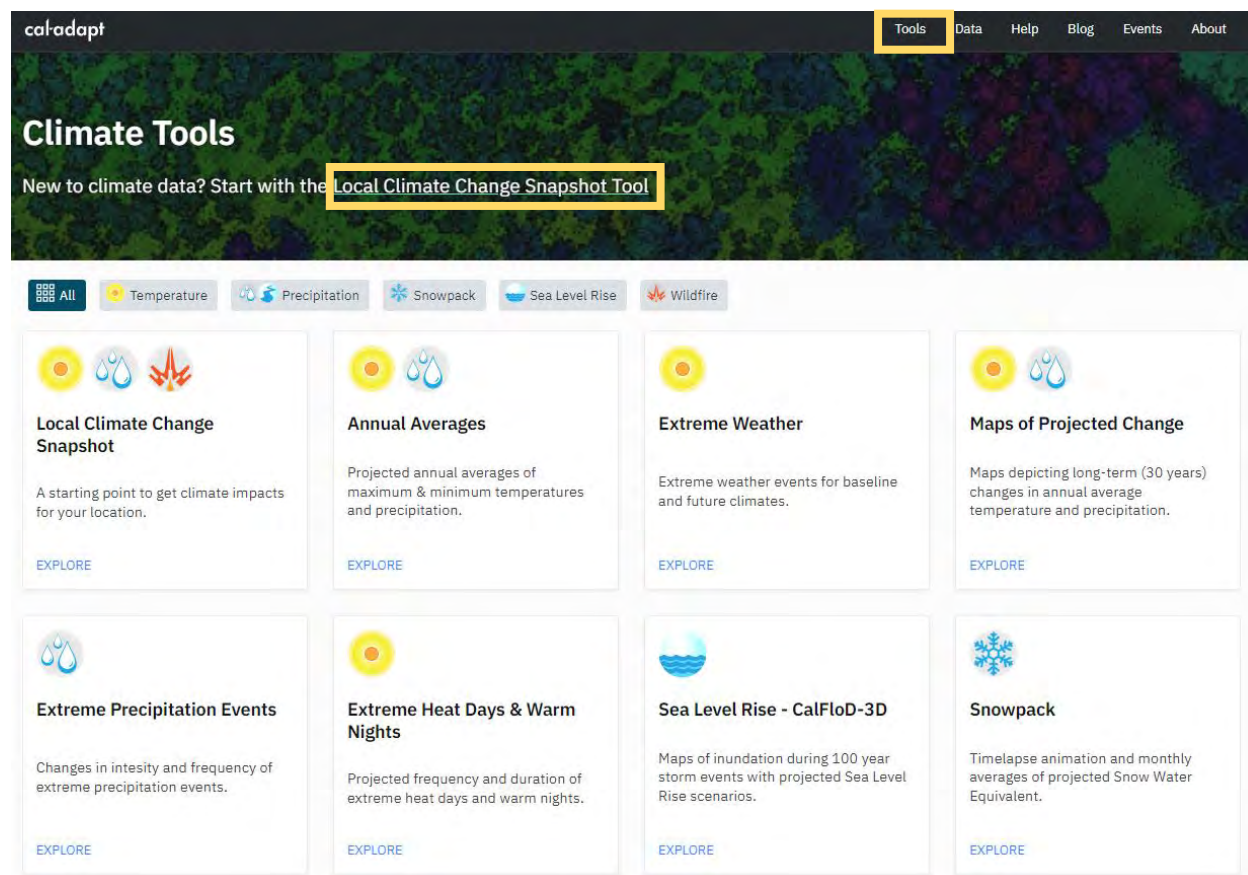 cal-adapt
Tools Data Help Blog Events About
Climate Tools
New to climate data? Start with the Local Climate Change Snapshot Tool
All Temperature Precipitation Snowpack Sea Level Rise Wildfire
Local Climate Change
Snapshot
A starting point to get climate impacts
for your location.
EXPLORE
Annual Averages
Projected annual averages of
maximum & minimum temperatures
and precipitation.
EXPLORE
Extreme Weather
Extreme weather events for baseline
and future climates.
EXPLORE
Maps of Projected Change
Maps depicting long-term (30 years)
changes in annual average
temperature and precipitation.
EXPLORE
Extreme Precipitation Events
Changes in intesity and frequency of
extreme precipitation events.
EXPLORE
Extreme Heat Days & Warm
Nights
Projected frequency and duration of
extreme heat days and warm nights.
EXPLORE
Sea Level Rise - CalFloD-3D
Maps of inundation during 100 year
storm events with projected Sea Level
Rise scenarios.
EXPLORE
Snowpack
Timelapse animation and monthly
averages of projected Snow Water
Equivalent.
EXPLORE